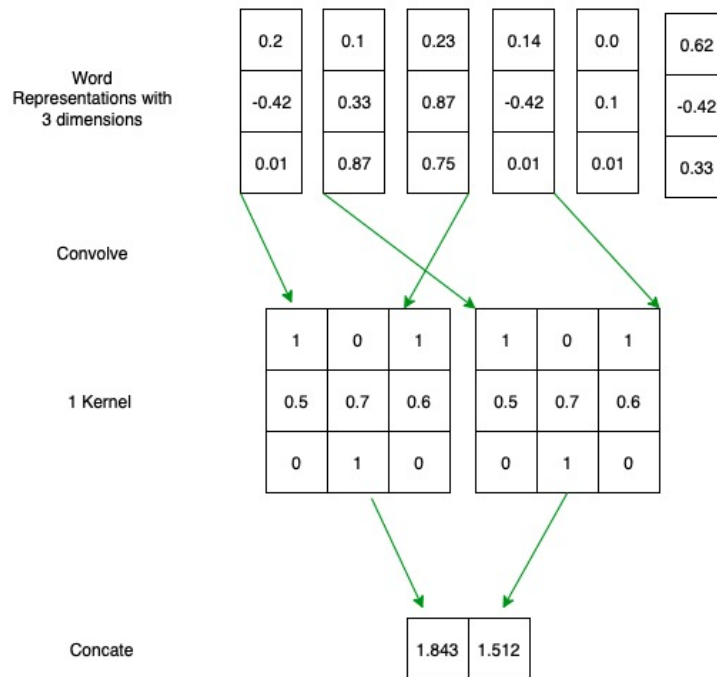 0.2 0.1 0.23 0.14 0.0 0.62
Word
Representations with
3 dimensions
-0.42 0.33 0.87 -0.42 0.1 -0.42
0.01 0.87 0.75 0.01 0.01 0.33
Convolve
1 0 1 1 0 1
1 Kernel
0.5 0.7 0.6 0.5 0.7 0.6
0 1 0 0 1 0
Concate
1.843 1.512